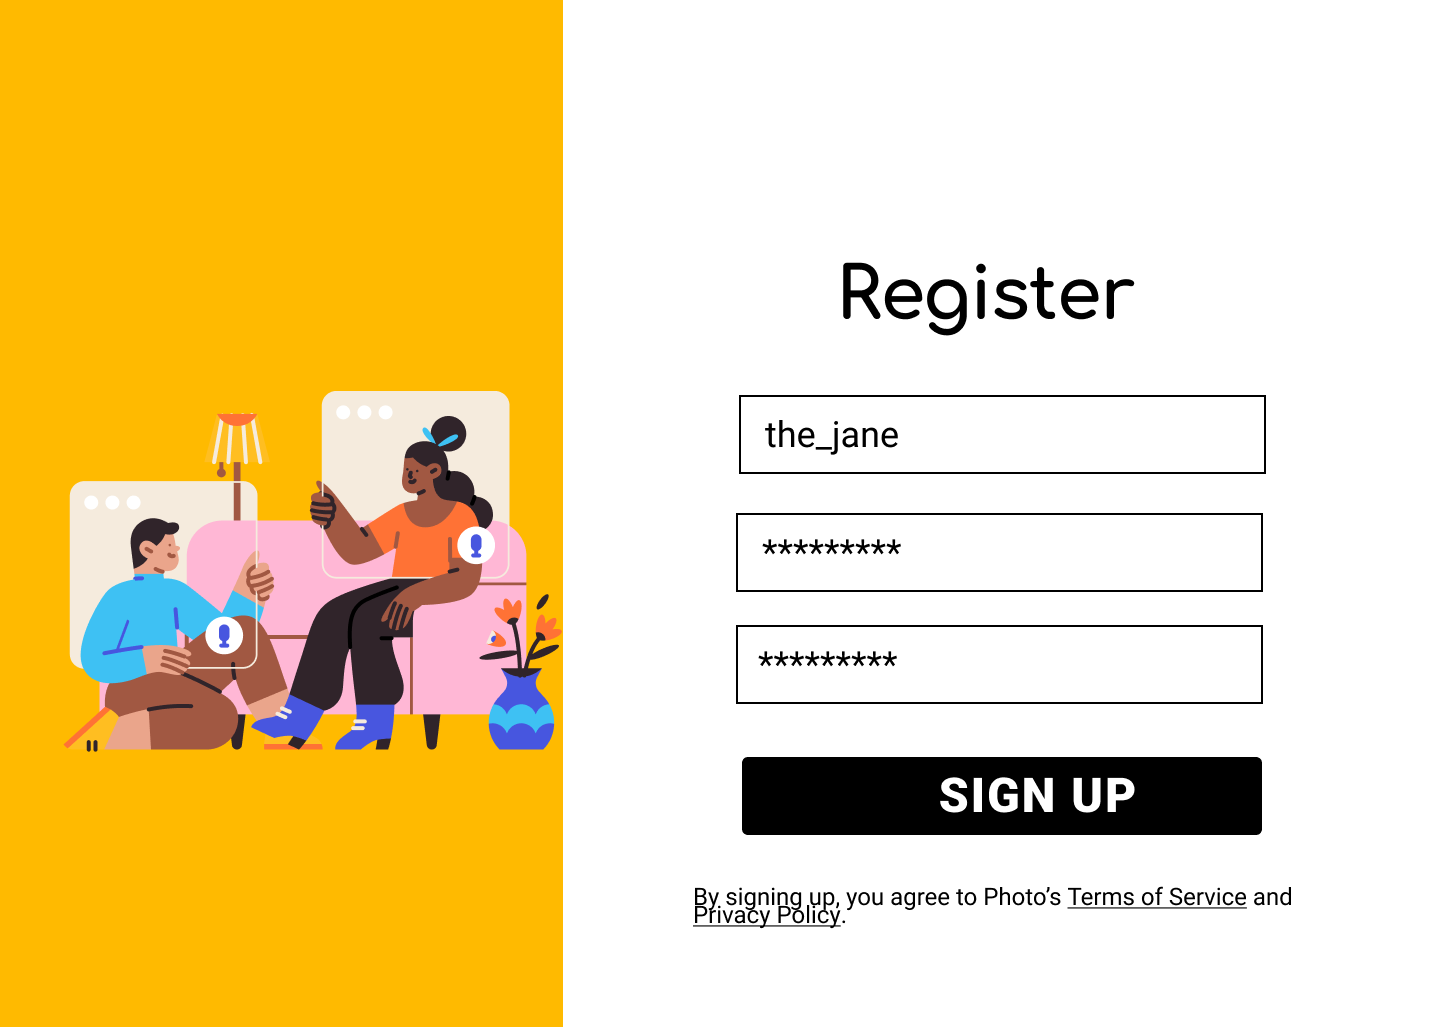 Register
the_jane
*********
*********
SIGN UP
By signing up, you agree to Photo’s Terms of Service and
Privacy Policy.